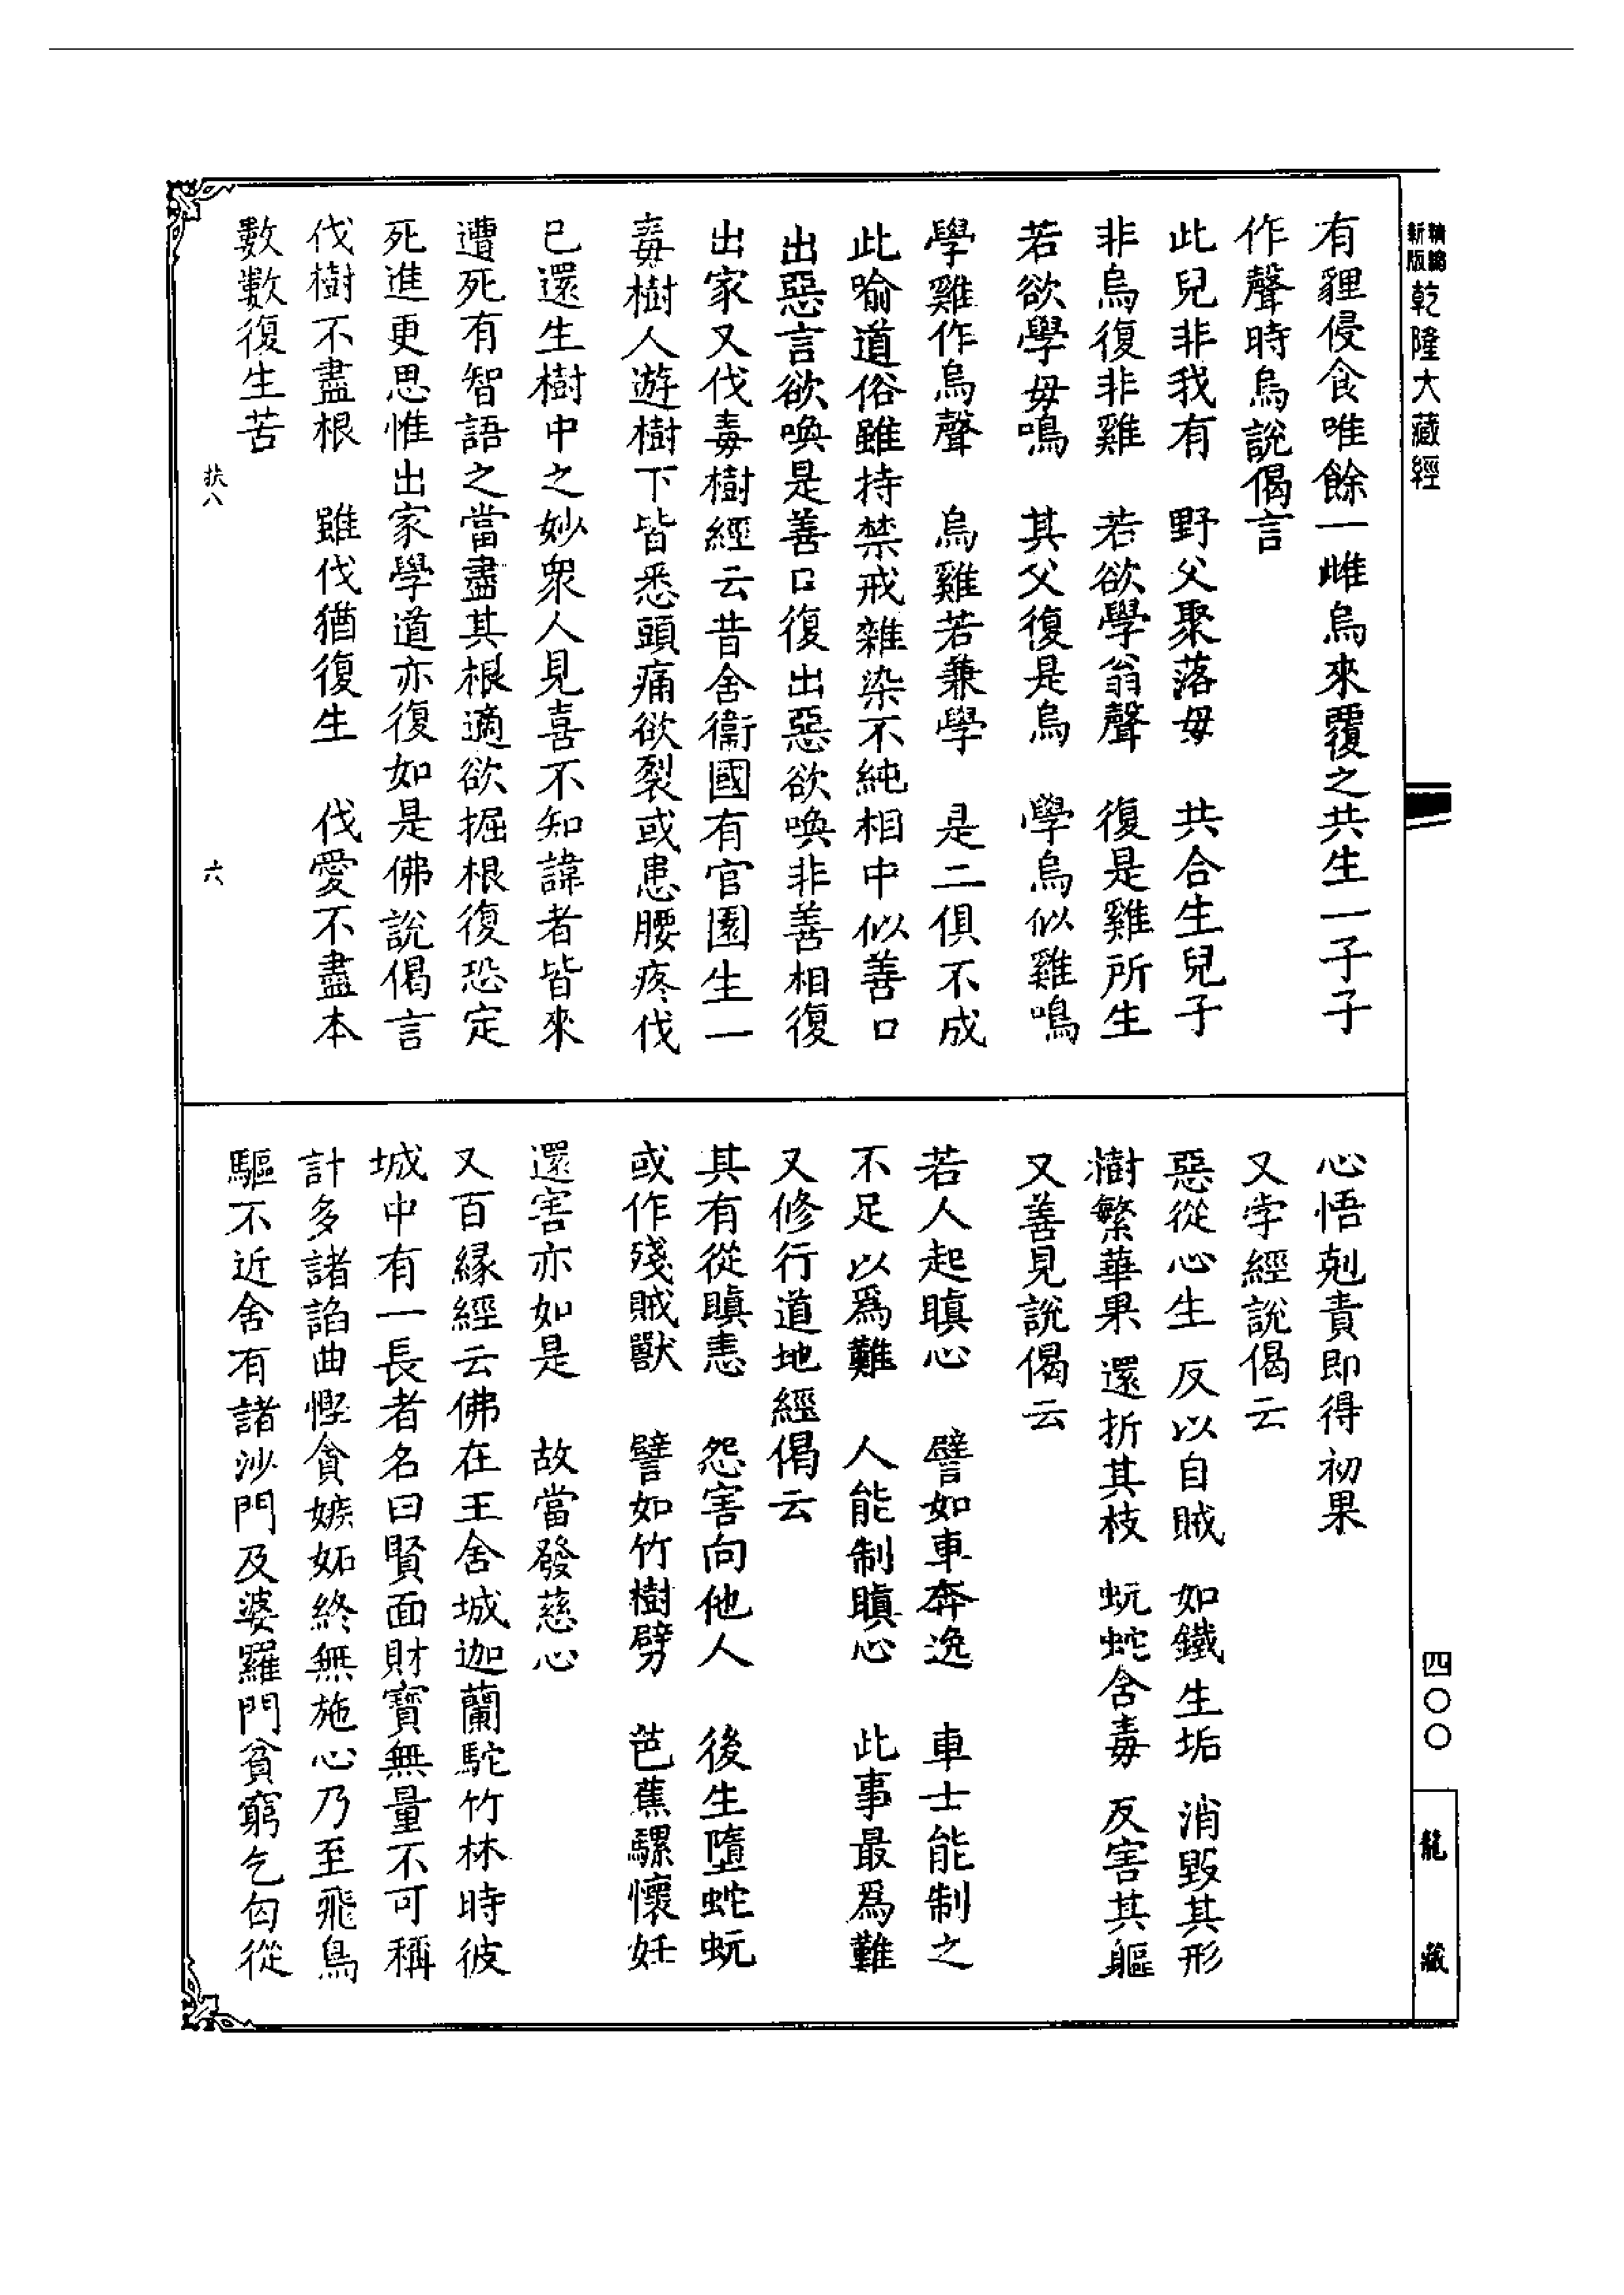 新版精縮乾隆大藏經
四〇〇
龍藏
有貍侵食唯餘一雌烏來覆之共生一子子
作聲時烏說偈言
此兒非我有　野父聚落母　共合生兒子
非烏復非雞　若欲學翁聲　復是雞所生
若欲學母鳴　其父復是烏　學烏似雞鳴
學雞作烏聲　烏雞若兼學　是二俱不成
此喻道俗雖持禁戒雜染不純相中似善口
出惡言欲喚是善口復出惡欲喚非善相復
出家又伐毒樹經云昔舍衞國有官園生一
毒樹人遊樹下皆悉頭痛欲裂或患腰疼伐
已還生樹中之妙衆人見喜不知諱者皆來
遭死有智語之當盡其根適欲掘根復恐定
死進更思惟出家學道亦復如是佛說偈言
伐樹不盡根　雖伐猶復生　伐愛不盡本
數數復生苦
扶八　六
心悟剋責即得初果
又孛經說偈云
惡從心生　反以自賊　如鐵生垢　消毀其形
樹繁華果　還折其枝　蚖蛇含毒　反害其軀
又善見說偈云
若人起瞋心　譬如車奔逸　車士能制之
不足以爲難　人能制瞋心　此事最爲難
又修行道地經偈云
其有從瞋恚　怨害向他人　後生墮蛇蚖
或作殘賊獸　譬如竹樹劈　芭蕉騾懷妊
還害亦如是　故當發慈心
又百緣經云佛在王舍城迦蘭駝竹林時彼
城中有一長者名曰賢面財寶無量不可稱
計多諸諂曲慳貪嫉妬終無施心乃至飛鳥
驅不近舍有諸沙門及婆羅門貧窮乞匃從